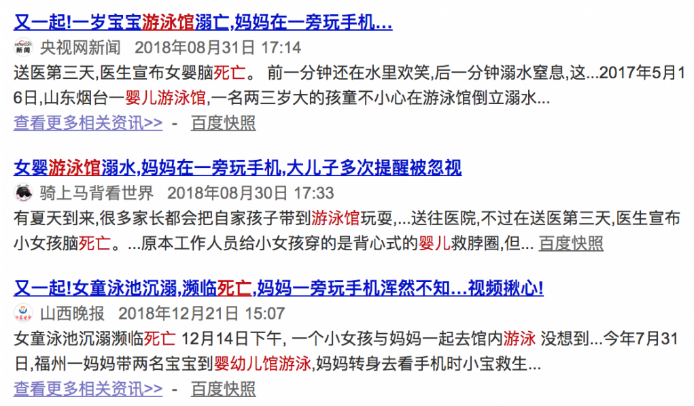 又一起!一岁宝宝游泳馆溺亡,妈妈在一旁玩手机...
新闻 央视网新闻 2018年08月31日 17:14
送医第三天,医生宣布女婴脑死亡。 前一分钟还在水里欢笑,后一分钟溺水窒息,这...2017年5月1
6日,山东烟台一婴儿游泳馆,一名两三岁大的孩童不小心在游泳馆倒立溺水...
查看更多相关资讯>> - 百度快照
女婴游泳馆溺水,妈妈在一旁玩手机,大儿子多次提醒被忽视
骑上马背看世界 2018年08月30日 17:33
有夏天到来,很多家长都会把自家孩子带到游泳馆玩耍,...送往医院,不过在送医第三天,医生宣布
小女孩脑死亡。...原本工作人员给小女孩穿的是背心式的婴儿救脖圈,但... 百度快照
又一起!女童泳池沉溺,濒临死亡,妈妈一旁玩手机浑然不知...视频揪心!
山西晚报 2018年12月21日 15:07
女童泳池沉溺濒临死亡 12月14日下午, 一个小女孩与妈妈一起去馆内游泳 没想到...今年7月31
日,福州一妈妈带两名宝宝到婴幼儿馆游泳,妈妈转身去看手机时小宝救生...
查看更多相关资讯>> - 百度快照